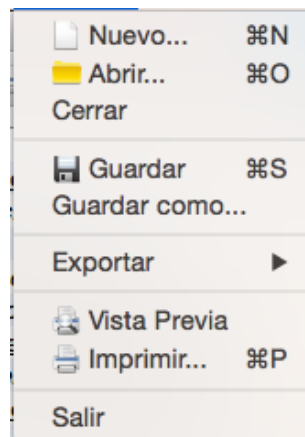 Nuevo... ⌘N
Abrir... ⌘O
Cerrar
Guardar ⌘S
Guardar como...
Exportar ▶
Vista Previa
Imprimir... ⌘P
Salir